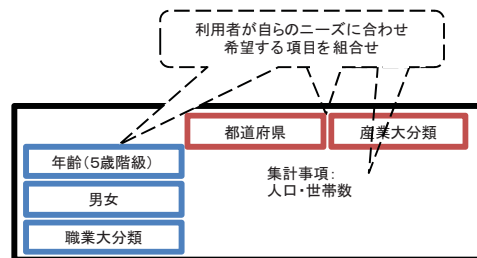 利用者が自らのニーズに合わせ
希望する項目を組合せ
都道府県
産業大分類
年齢(5歳階級)
集計事項:
人口・世帯数
男女
職業大分類